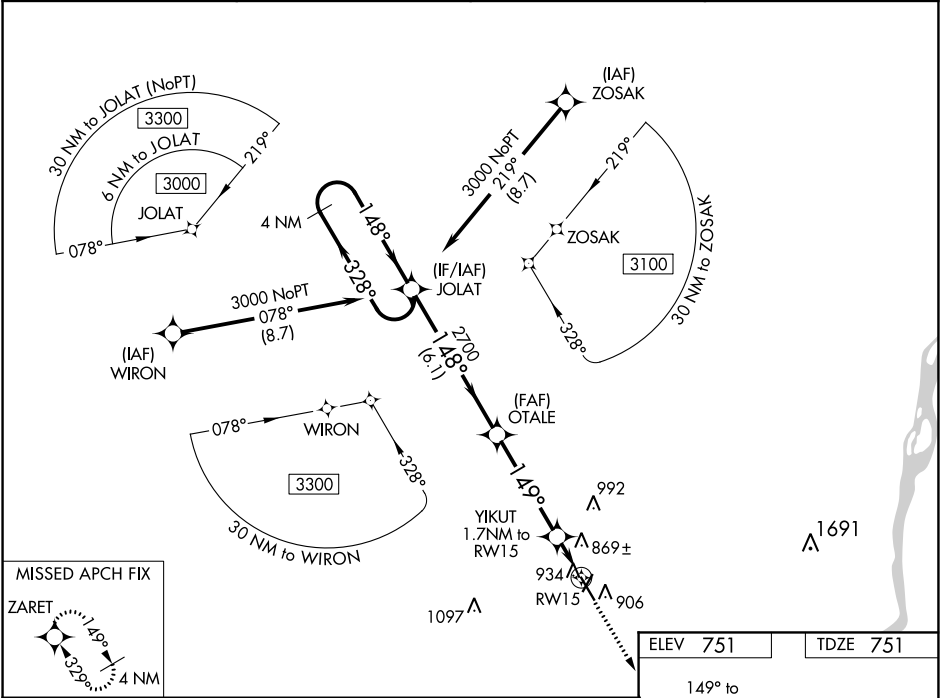 30 NM to JOLAT (NoPT)
3300
6 NM to JOLAT
3000
JOLAT
219°
078°
(IAF)
ZOSAK
3000 NoPT
219°
(8.7)
219°
ZOSAK
3100
30 NM to ZOSAK
328°
4 NM
148°
328°
(IF/IAF)
JOLAT
3000 NoPT
078°
(8.7)
(IAF)
WIRON
2700
148°
(6.1)
(FAF)
OTALE
078°
WIRON
328°
3300
30 NM to WIRON
149°
992
YIKUT
1.7NM to
RW15
869±
1691
934
RW15
906
1097
MISSED APCH FIX
ZARET
149°
329°
4 NM
ELEV 751
TDZE 751
149° to